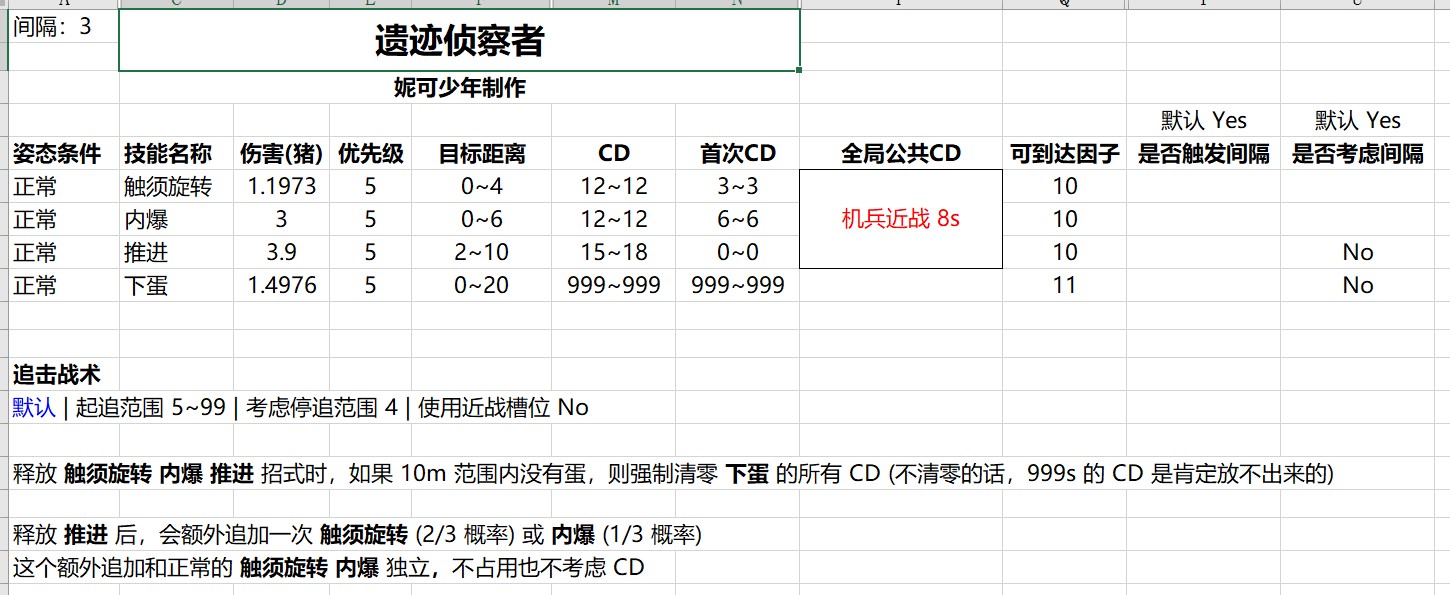 间隔：3
遗迹侦察者
妮可少年制作
默认 Yes 默认 Yes
姿态条件 技能名称 伤害(猪) 优先级 目标距离 CD 首次CD 全局公共CD 可到达因子 是否触发间隔 是否考虑间隔
正常 触须旋转 1.1973 5 0~4 12~12 3~3 10
正常 内爆 3 5 0~6 12~12 6~6 机兵近战 8s 10
正常 推进 3.9 5 2~10 15~18 0~0 10 No
正常 下蛋 1.4976 5 0~20 999~999 999~999 11 No
追击战术
默认 | 起追范围 5~99 | 考虑停追范围 4 | 使用近战槽位 No
释放 触须旋转 内爆 推进 招式时，如果 10m 范围内没有蛋，则强制清零 下蛋 的所有 CD (不清零的话，999s 的 CD 是肯定放不出来的)
释放 推进 后，会额外追加一次 触须旋转 (2/3 概率) 或 内爆 (1/3 概率)
这个额外追加和正常的 触须旋转 内爆 独立，不占用也不考虑 CD